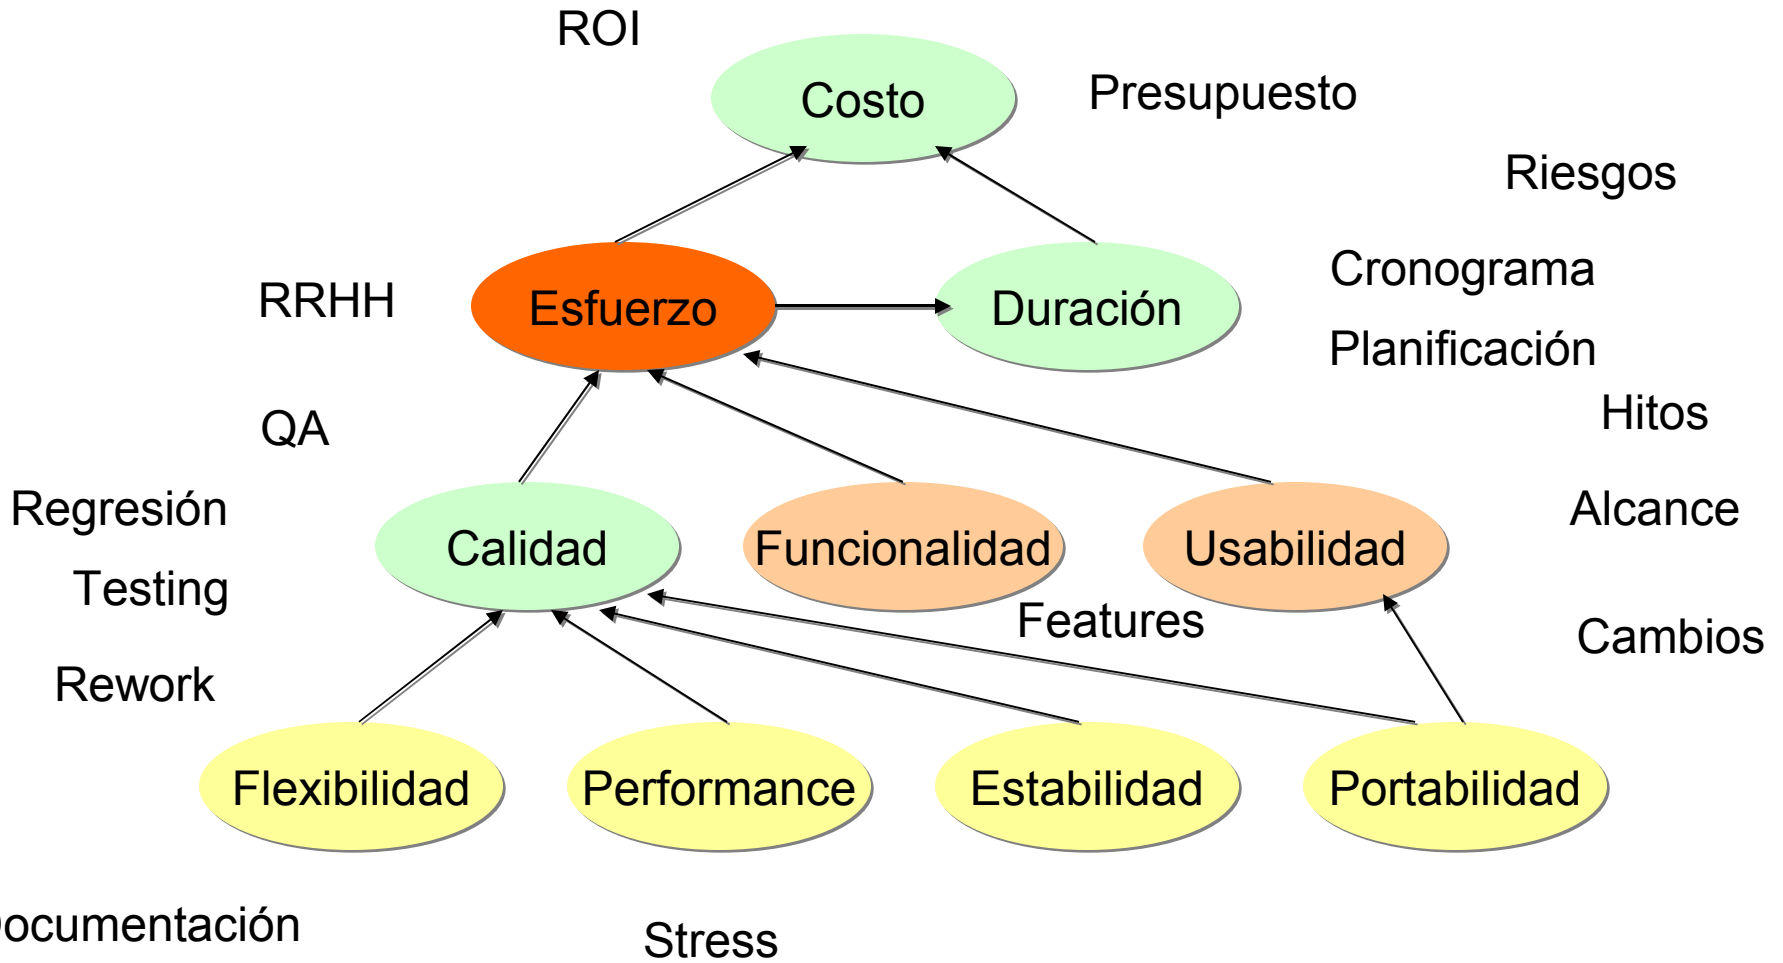 ROI
Costo
Presupuesto
Riesgos
Cronograma
RRHH
Esfuerzo
Duración
Planificación
Hitos
QA
Regresión
Alcance
Calidad
Funcionalidad
Usabilidad
Testing
Features
Cambios
Rework
Flexibilidad
Performance
Estabilidad
Portabilidad
ocumentación
Stress